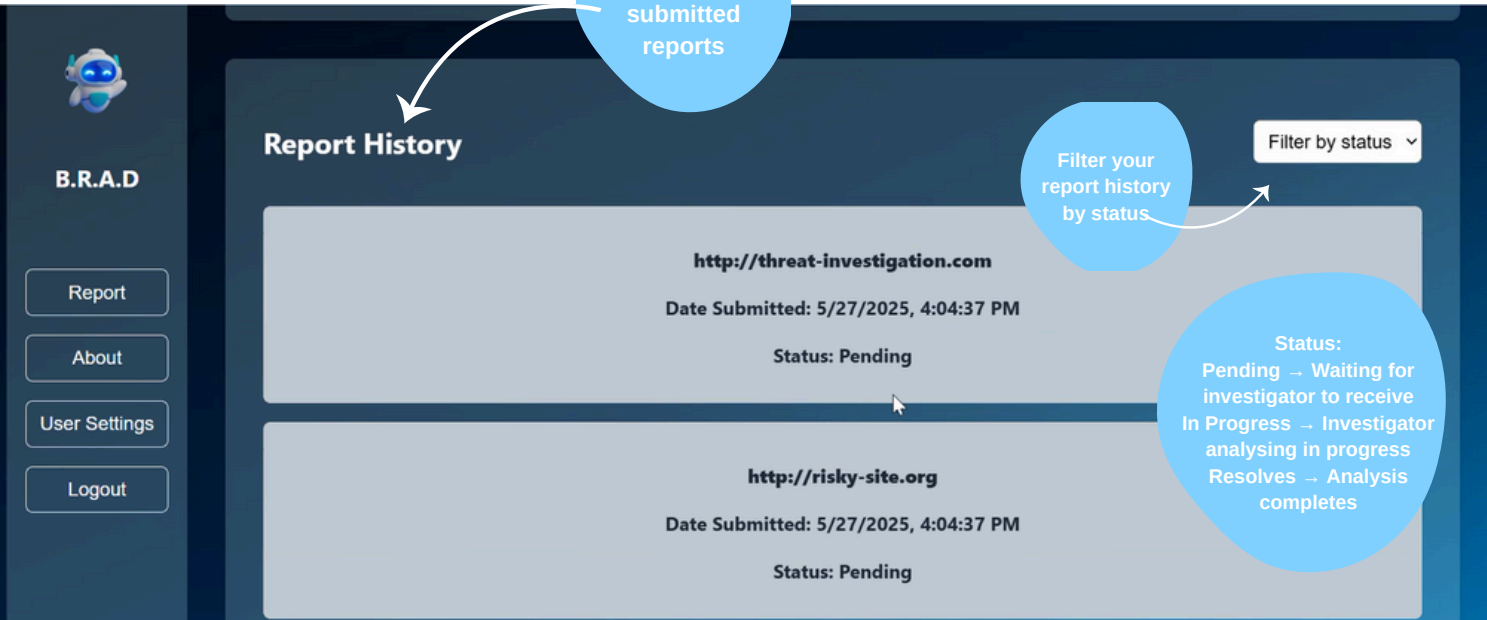 submitted
reports
B.R.A.D
Report
About
User Settings
Logout
Report History
Filter your
report history
by status
Filter by status
http://threat-investigation.com
Date Submitted: 5/27/2025, 4:04:37 PM
Status: Pending
Status:
Pending → Waiting for
investigator to receive
In Progress → Investigator
analysing in progress
Resolves → Analysis
completes
http://risky-site.org
Date Submitted: 5/27/2025, 4:04:37 PM
Status: Pending